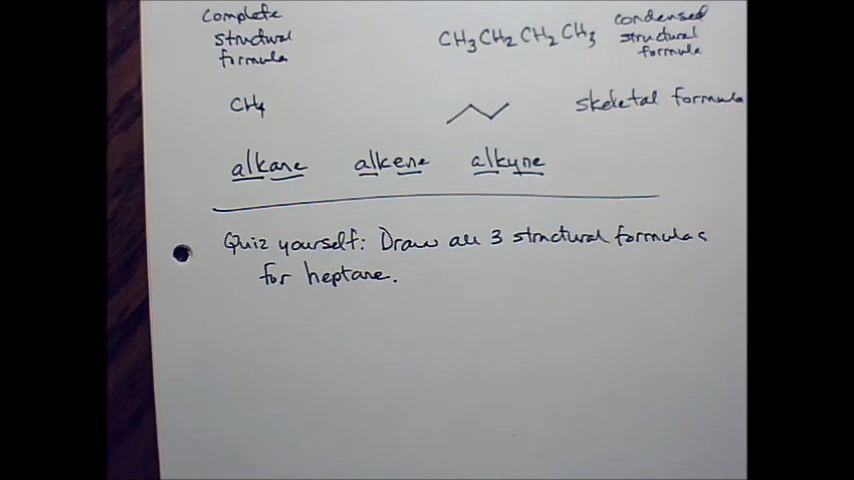 complete
structural
formula
CH₃CH₂CH₂CH₃
condensed
structural
formula
CH₄
skeletal formula
alkane alkene alkyne
Quiz yourself: Draw all 3 structural formulas
for heptane.